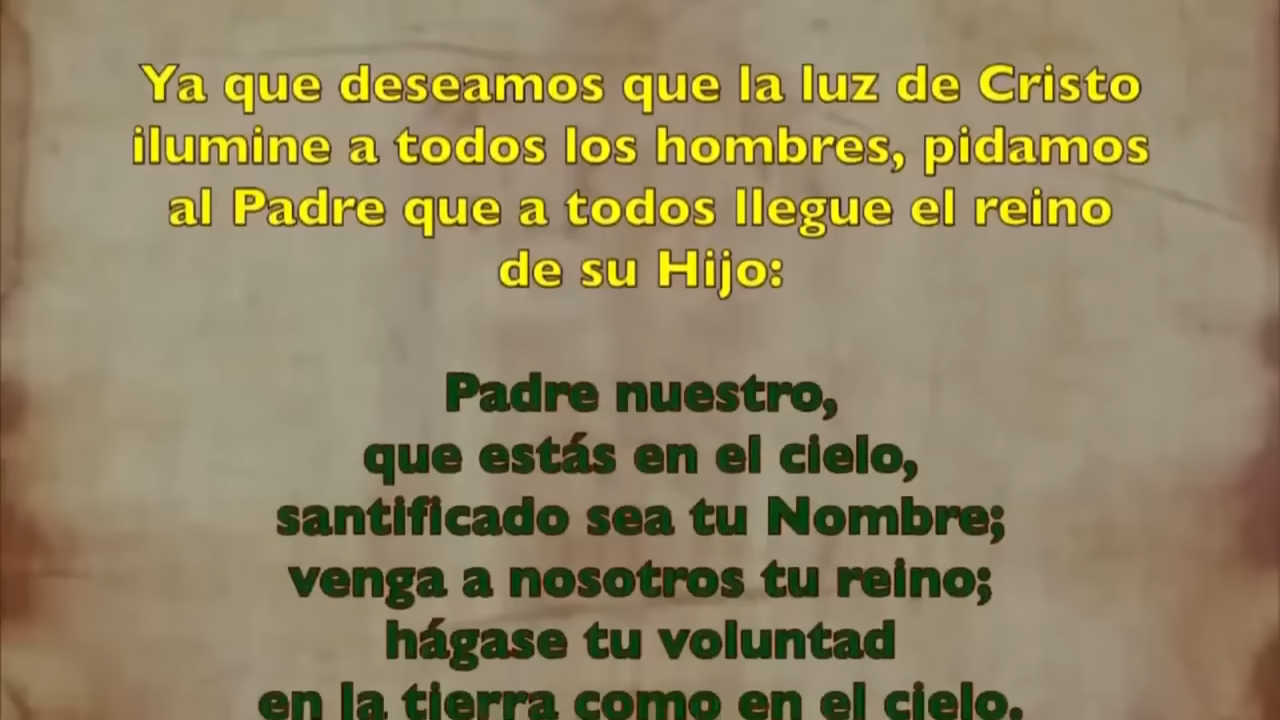 Ya que deseamos que la luz de Cristo
ilumine a todos los hombres, pidamos
al Padre que a todos llegue el reino
de su Hijo:
Padre nuestro,
que estás en el cielo,
santificado sea tu Nombre;
venga a nosotros tu reino;
hágase tu voluntad
en la tierra como en el cielo.